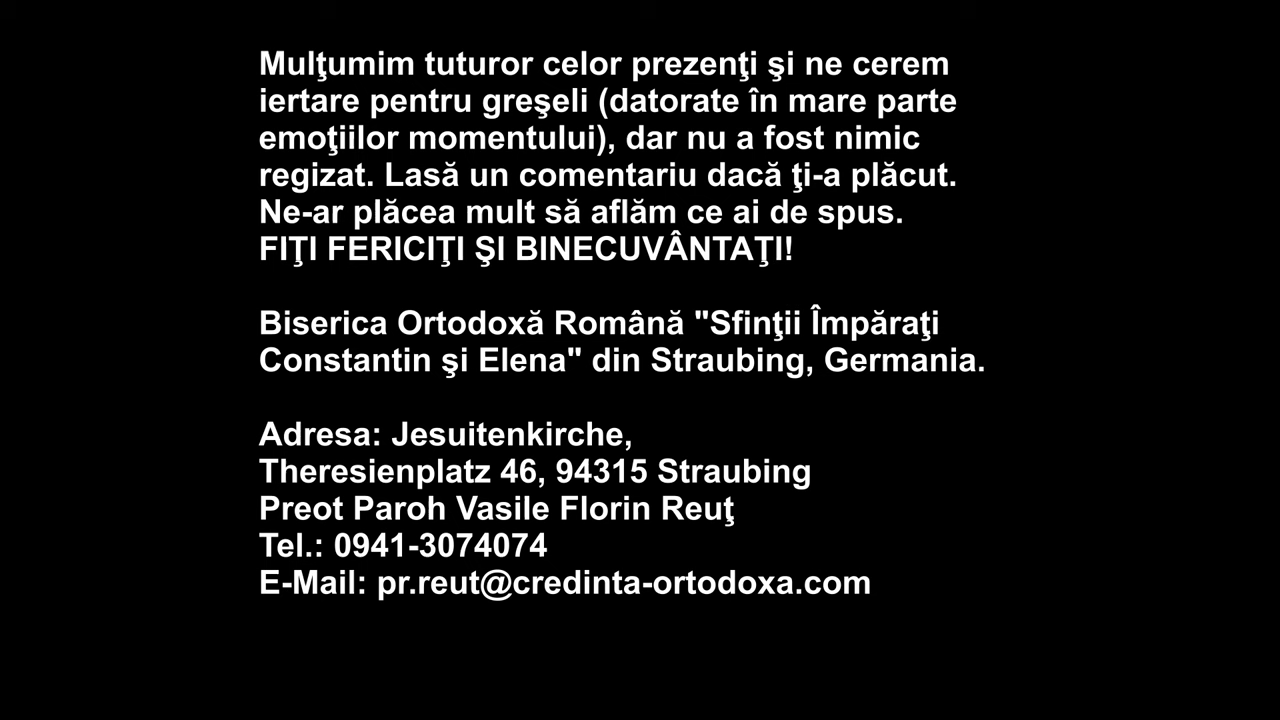 Mulţumim tuturor celor prezenţi şi ne cerem
iertare pentru greşeli (datorate în mare parte
emoţiilor momentului), dar nu a fost nimic
regizat. Lasă un comentariu dacă ţi-a plăcut.
Ne-ar plăcea mult să aflăm ce ai de spus.
FIŢI FERICIŢI ŞI BINECUVÂNTAŢI!
Biserica Ortodoxă Română "Sfinţii Împăraţi
Constantin şi Elena" din Straubing, Germania.
Adresa: Jesuitenkirche,
Theresienplatz 46, 94315 Straubing
Preot Paroh Vasile Florin Reuţ
Tel.: 0941-3074074
E-Mail: pr.reut@credinta-ortodoxa.com